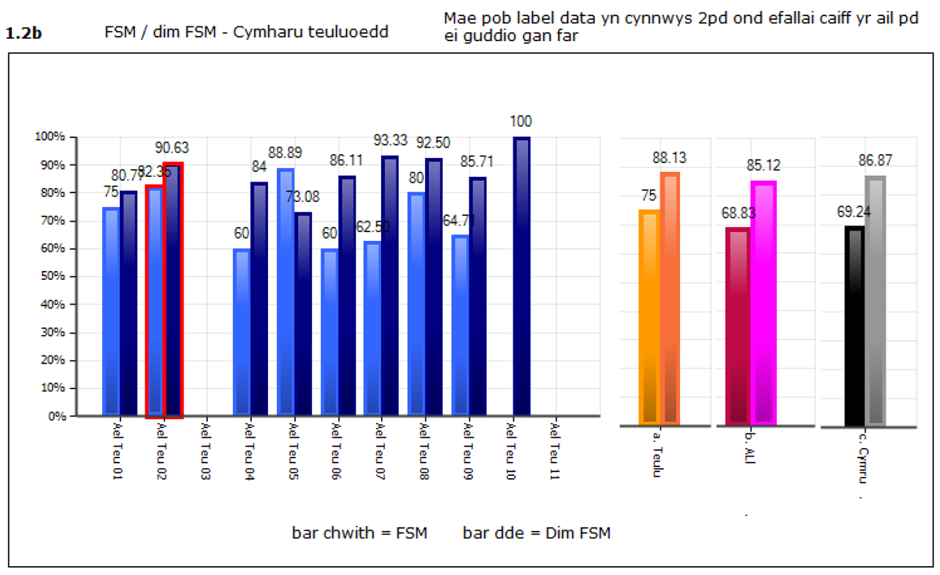 1.2b
FSM / dim FSM - Cymharu teuluoedd
Mae pob label data yn cynnwys 2pd ond efallai caiff yr ail pd
ei guddio gan far
100%
90%
80%
70%
60%
50%
40%
30%
20%
10%
0%
75
80.77
82.35
90.63
60
84
88.89
73.08
60
86.11
62.50
93.33
80
92.50
64.71
85.71
100
75
88.13
68.83
85.12
69.24
86.87
Ael Teu 01
Ael Teu 02
Ael Teu 03
Ael Teu 04
Ael Teu 05
Ael Teu 06
Ael Teu 07
Ael Teu 08
Ael Teu 09
Ael Teu 10
Ael Teu 11
a. Teulu
b. ALl
c. Cymru
bar chwith = FSM
bar dde = Dim FSM